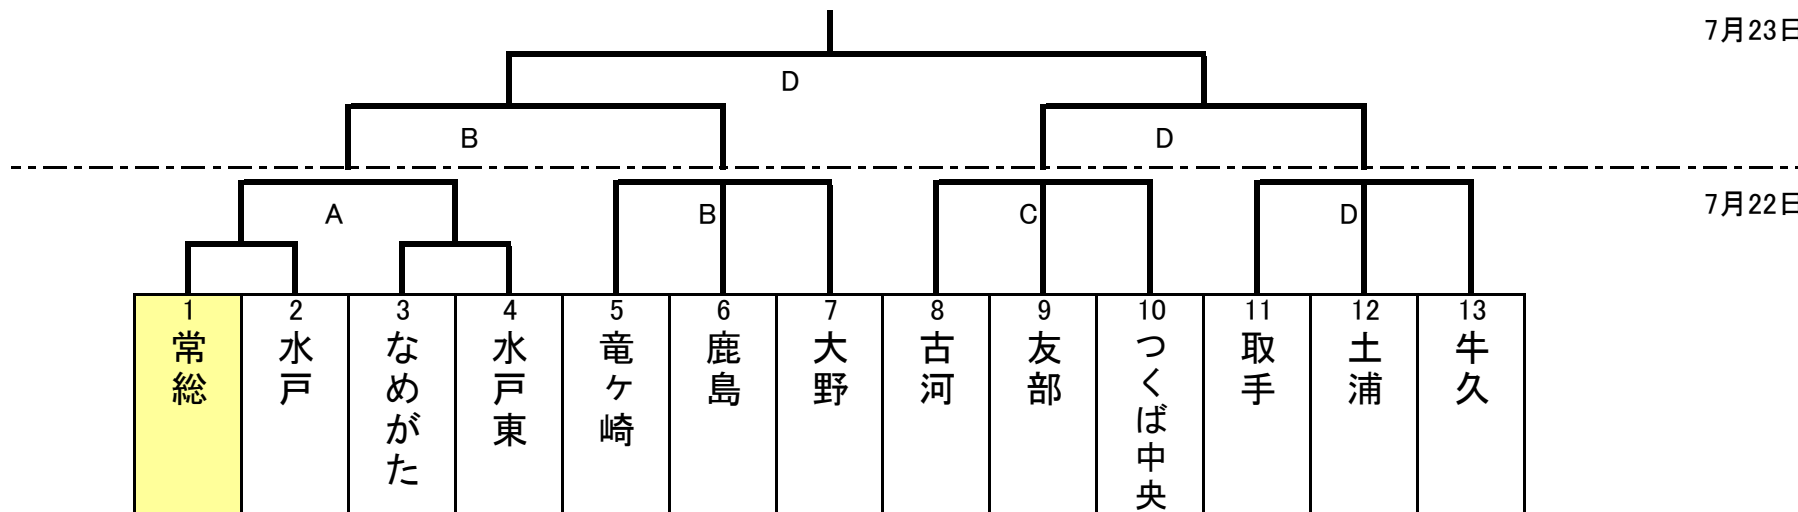 7月23日
D
B
D
7月22日
A
B
C
D
1
常総
2
水戸
3
なめがた
4
水戸東
5
竜ヶ崎
6
鹿島
7
大野
8
古河
9
友部
10
つくば中央
11
取手
12
土浦
13
牛久